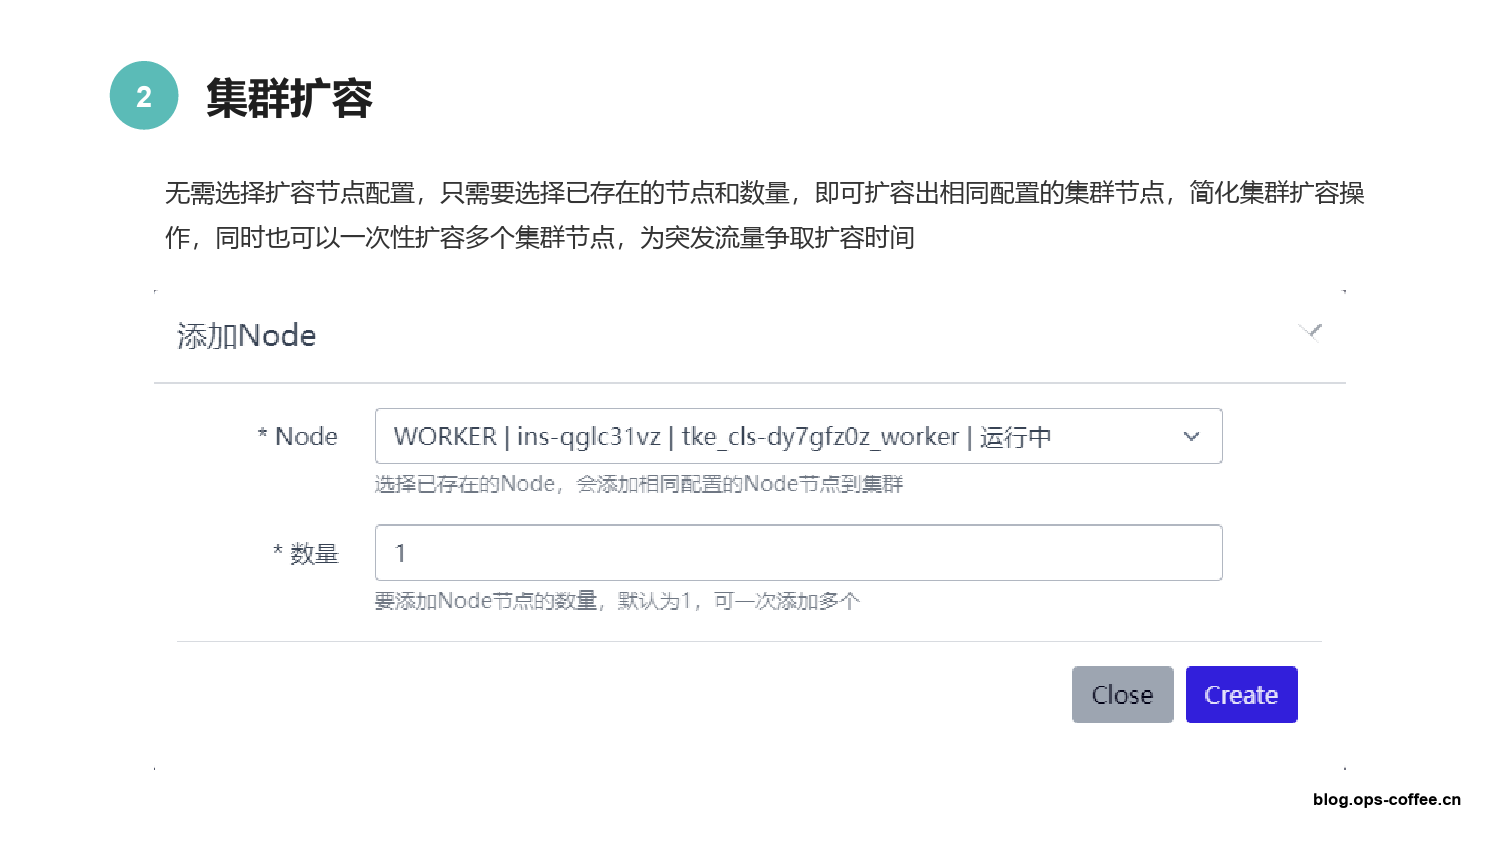 2
集群扩容
无需选择扩容节点配置，只需要选择已存在的节点和数量，即可扩容出相同配置的集群节点，简化集群扩容操
作，同时也可以一次性扩容多个集群节点，为突发流量争取扩容时间
添加Node
* Node
WORKER | ins-qglc31vz | tke_cls-dy7gfz0z_worker | 运行中
选择已存在的Node，会添加相同配置的Node节点到集群
* 数量
1
要添加Node节点的数量，默认为1，可一次添加多个
Close
Create
blog.ops-coffee.cn